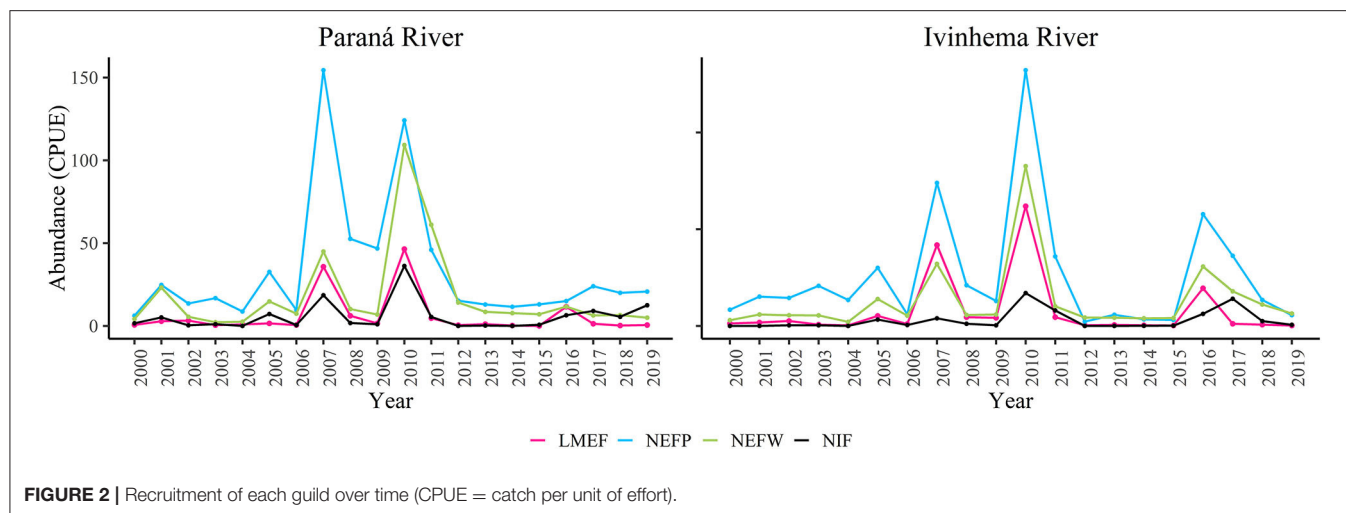 Paraná River
Ivinhema River
Abundance (CPUE)
150
100
50
0
2000 2001 2002 2003 2004 2005 2006 2007 2008 2009 2010 2011 2012 2013 2014 2015 2016 2017 2018 2019
2000 2001 2002 2003 2004 2005 2006 2007 2008 2009 2010 2011 2012 2013 2014 2015 2016 2017 2018 2019
Year
Year
LMEF NEFP NEFW NIF
FIGURE 2 | Recruitment of each guild over time (CPUE = catch per unit of effort).